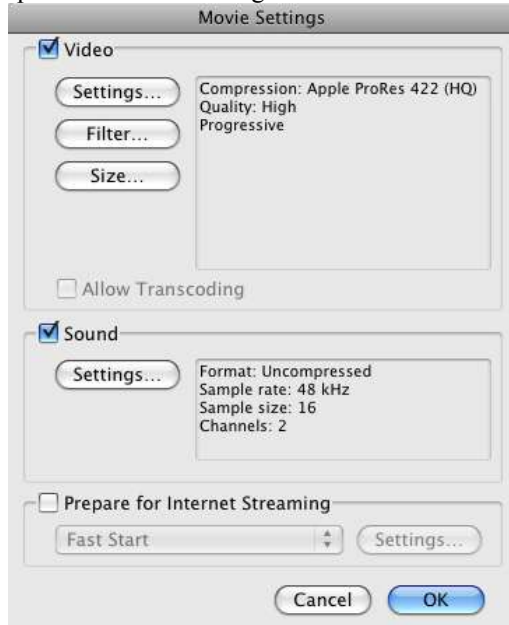 Movie Settings
Video
Settings...
Compression: Apple ProRes 422 (HQ)
Quality: High
Progressive
Filter...
Size...
Allow Transcoding
Sound
Settings...
Format: Uncompressed
Sample rate: 48 kHz
Sample size: 16
Channels: 2
Prepare for Internet Streaming
Fast Start
Settings...
Cancel
OK